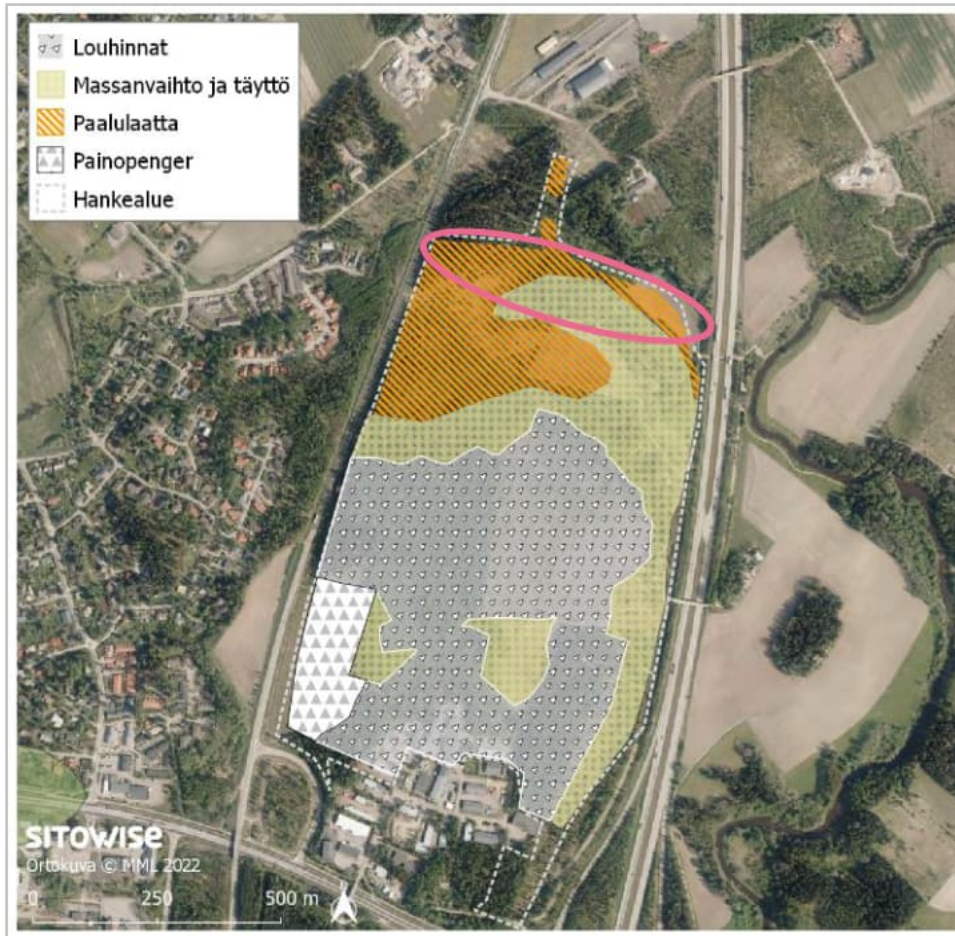 Louhinnat
Massanvaihto ja täyttö
Paalulaatta
Painopenger
Hankealue
SITOWISE
Ortokuva © MML 2022
0 250 500 m